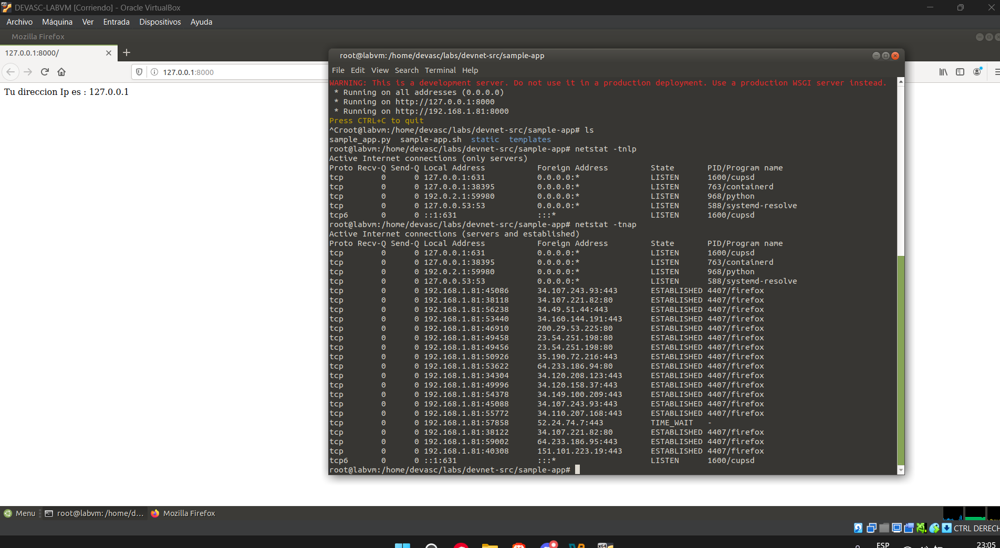 DEVASC-LABVM [Corriendo] - Oracle VirtualBox
Archivo Máquina Ver Entrada Dispositivos Ayuda
Mozilla Firefox
127.0.0.1:8000/
127.0.0.1:8000
Tu direccion Ip es : 127.0.0.1
root@labvm: /home/devasc/labs/devnet-src/sample-app
File Edit View Search Terminal Help
WARNING: This is a development server. Do not use it in a production deployment. Use a production WSGI server instead.
 * Running on all addresses (0.0.0.0)
 * Running on http://127.0.0.1:8000
 * Running on http://192.168.1.81:8000
Press CTRL+C to quit
^Croot@labvm:/home/devasc/labs/devnet-src/sample-app# ls
sample_app.py  sample-app.sh  static  templates
root@labvm:/home/devasc/labs/devnet-src/sample-app# netstat -tnlp
Active Internet connections (only servers)
Proto Recv-Q Send-Q Local Address           Foreign Address         State       PID/Program name
tcp        0      0 127.0.0.1:631           0.0.0.0:*               LISTEN      1600/cupsd
tcp        0      0 127.0.0.1:38395         0.0.0.0:*               LISTEN      763/containerd
tcp        0      0 192.0.2.1:59980         0.0.0.0:*               LISTEN      968/python
tcp        0      0 127.0.0.53:53           0.0.0.0:*               LISTEN      588/systemd-resolve
tcp6       0      0 ::1:631                 :::*                    LISTEN      1600/cupsd
root@labvm:/home/devasc/labs/devnet-src/sample-app# netstat -tnap
Active Internet connections (servers and established)
Proto Recv-Q Send-Q Local Address           Foreign Address         State       PID/Program name
tcp        0      0 127.0.0.1:631           0.0.0.0:*               LISTEN      1600/cupsd
tcp        0      0 127.0.0.1:38395         0.0.0.0:*               LISTEN      763/containerd
tcp        0      0 192.0.2.1:59980         0.0.0.0:*               LISTEN      968/python
tcp        0      0 127.0.0.53:53           0.0.0.0:*               LISTEN      588/systemd-resolve
tcp        0      0 192.168.1.81:45086      34.107.243.93:443       ESTABLISHED 4407/firefox
tcp        0      0 192.168.1.81:38118      34.107.221.82:80        ESTABLISHED 4407/firefox
tcp        0      0 192.168.1.81:56238      34.49.51.44:443         ESTABLISHED 4407/firefox
tcp        0      0 192.168.1.81:53440      34.160.144.191:443      ESTABLISHED 4407/firefox
tcp        0      0 192.168.1.81:46910      200.29.53.225:80        ESTABLISHED 4407/firefox
tcp        0      0 192.168.1.81:49458      23.54.251.198:80        ESTABLISHED 4407/firefox
tcp        0      0 192.168.1.81:49456      23.54.251.198:80        ESTABLISHED 4407/firefox
tcp        0      0 192.168.1.81:50926      35.190.72.216:443       ESTABLISHED 4407/firefox
tcp        0      0 192.168.1.81:53622      64.233.186.94:80        ESTABLISHED 4407/firefox
tcp        0      0 192.168.1.81:34304      34.120.208.123:443      ESTABLISHED 4407/firefox
tcp        0      0 192.168.1.81:49996      34.120.158.37:443       ESTABLISHED 4407/firefox
tcp        0      0 192.168.1.81:54378      34.149.100.209:443      ESTABLISHED 4407/firefox
tcp        0      0 192.168.1.81:45088      34.107.243.93:443       ESTABLISHED 4407/firefox
tcp        0      0 192.168.1.81:55772      34.110.207.168:443      ESTABLISHED 4407/firefox
tcp        0      0 192.168.1.81:57858      52.24.74.7:443          TIME_WAIT   -
tcp        0      0 192.168.1.81:38122      34.107.221.82:80        ESTABLISHED 4407/firefox
tcp        0      0 192.168.1.81:59002      64.233.186.95:443       ESTABLISHED 4407/firefox
tcp        0      0 192.168.1.81:40308      151.101.223.19:443      ESTABLISHED 4407/firefox
tcp6       0      0 ::1:631                 :::*                    LISTEN      1600/cupsd
root@labvm:/home/devasc/labs/devnet-src/sample-app#
Menu root@labvm: /home/d... Mozilla Firefox
CTRL DERECH
ESP 23:05